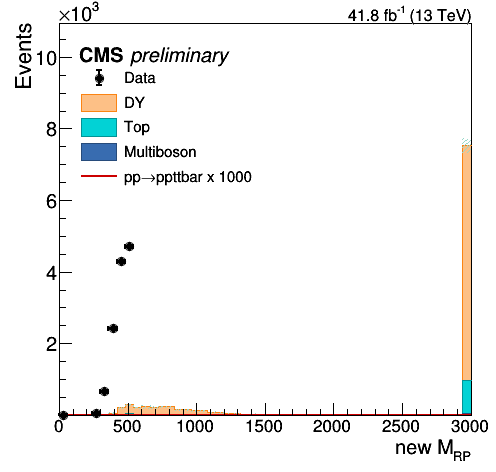 ×10³
41.8 fb⁻¹ (13 TeV)
Events
CMS preliminary
Data
DY
Top
Multiboson
pp→ppttbar x 1000
10
8
6
4
2
0 500 1000 1500 2000 2500 3000
new M_RP